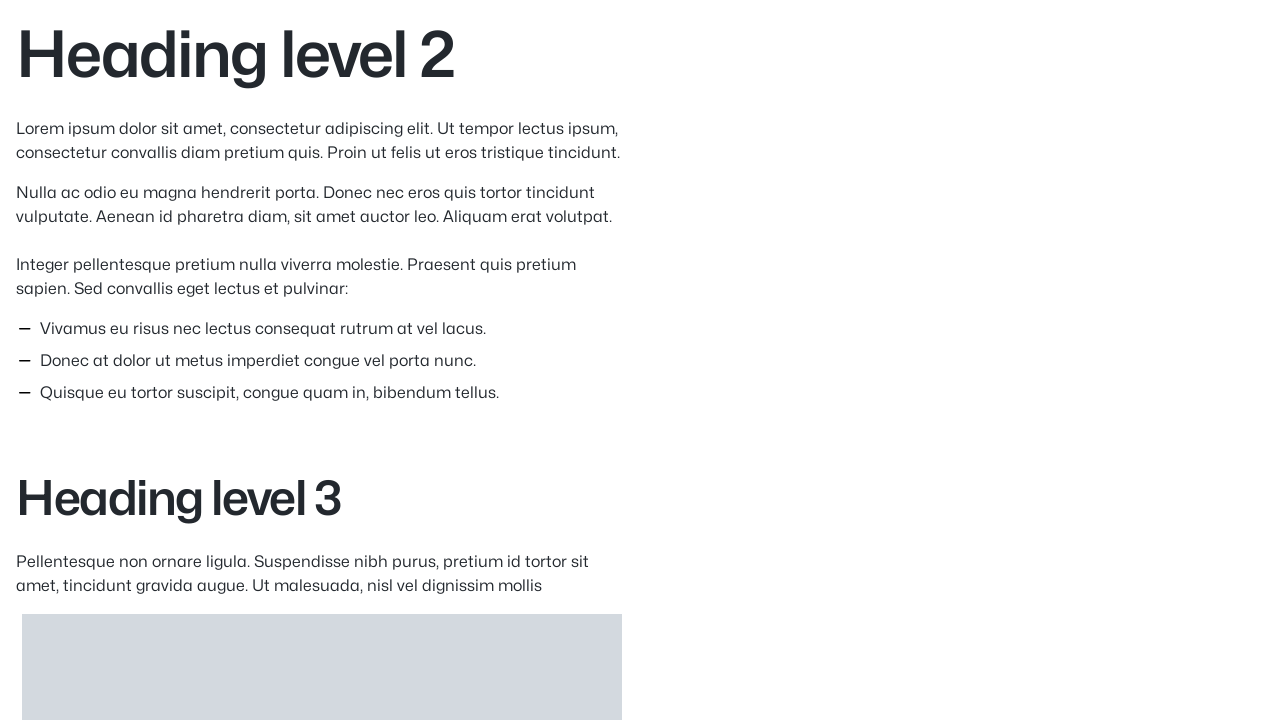 Heading level 2
Lorem ipsum dolor sit amet, consectetur adipiscing elit. Ut tempor lectus ipsum,
consectetur convallis diam pretium quis. Proin ut felis ut eros tristique tincidunt.
Nulla ac odio eu magna hendrerit porta. Donec nec eros quis tortor tincidunt
vulputate. Aenean id pharetra diam, sit amet auctor leo. Aliquam erat volutpat.
Integer pellentesque pretium nulla viverra molestie. Praesent quis pretium
sapien. Sed convallis eget lectus et pulvinar:
— Vivamus eu risus nec lectus consequat rutrum at vel lacus.
— Donec at dolor ut metus imperdiet congue vel porta nunc.
— Quisque eu tortor suscipit, congue quam in, bibendum tellus.
Heading level 3
Pellentesque non ornare ligula. Suspendisse nibh purus, pretium id tortor sit
amet, tincidunt gravida augue. Ut malesuada, nisl vel dignissim mollis